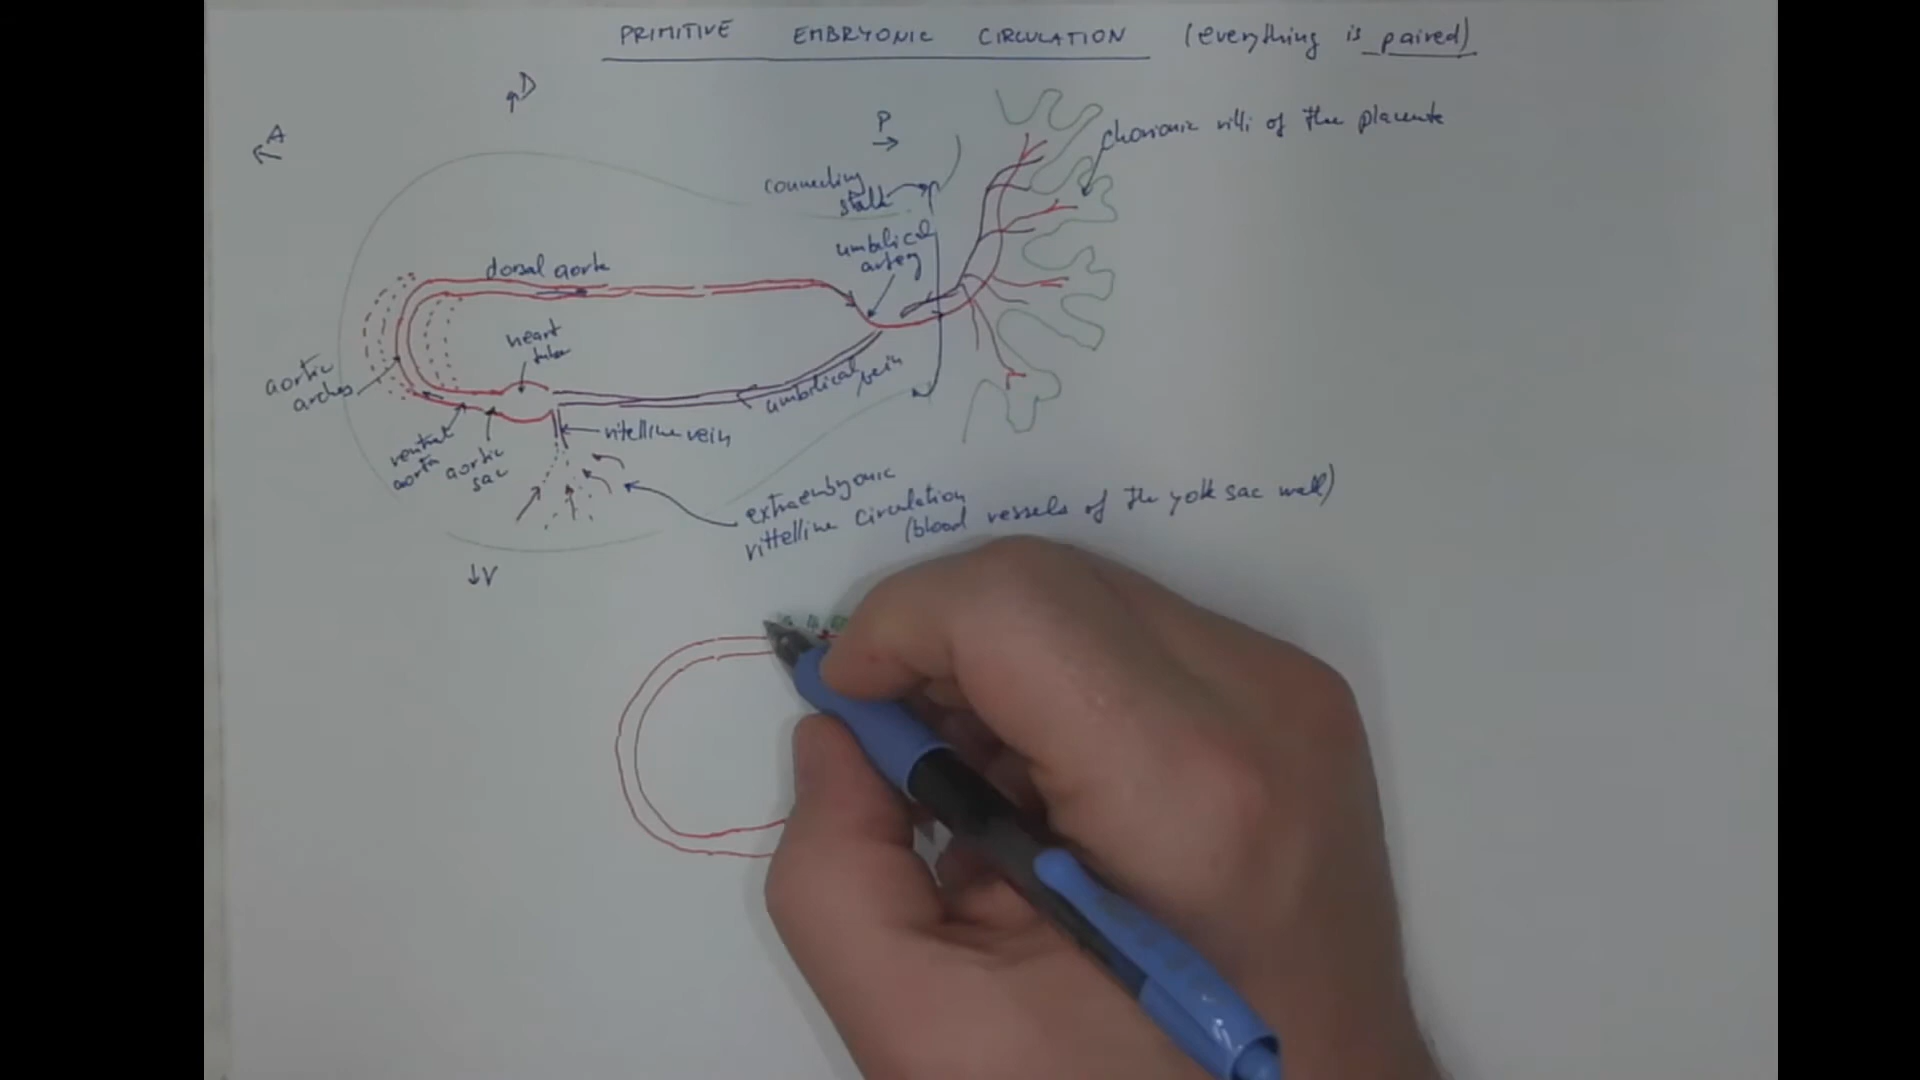 PRIMITIVE EMBRYONIC CIRCULATION (everything is paired)
D
A
P
chorionic villi of the placenta
connecting
stalk
umbilical
artery
dorsal aorta
heart
tube
aortic
arches
umbilical vein
vitelline vein
ventral
aorta
aortic
sac
extraembryonic
vittelline circulation
(blood vessels of the yolk sac wall)
V